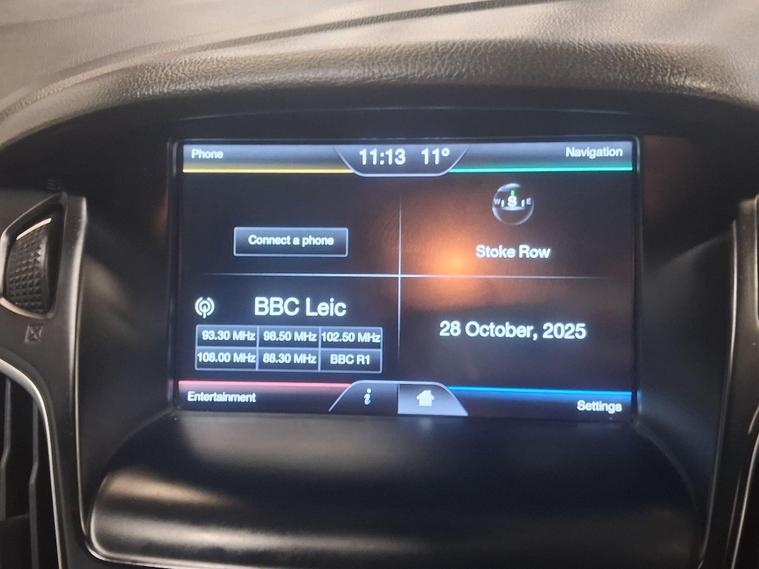 Phone
11:13 11°
Navigation
W S E
Connect a phone
Stoke Row
BBC Leic
93.30 MHz 98.50 MHz 102.50 MHz
108.00 MHz 88.30 MHz BBC R1
28 October, 2025
Entertainment
i
Settings